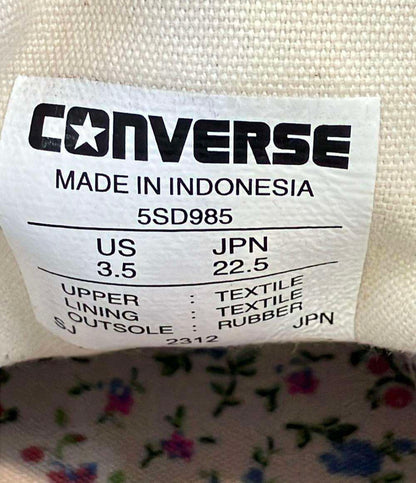 CONVERSE
MADE IN INDONESIA
5SD985
US JPN
3.5 22.5
UPPER : TEXTILE
LINING : TEXTILE
OUTSOLE : RUBBER
SJ 2312 JPN